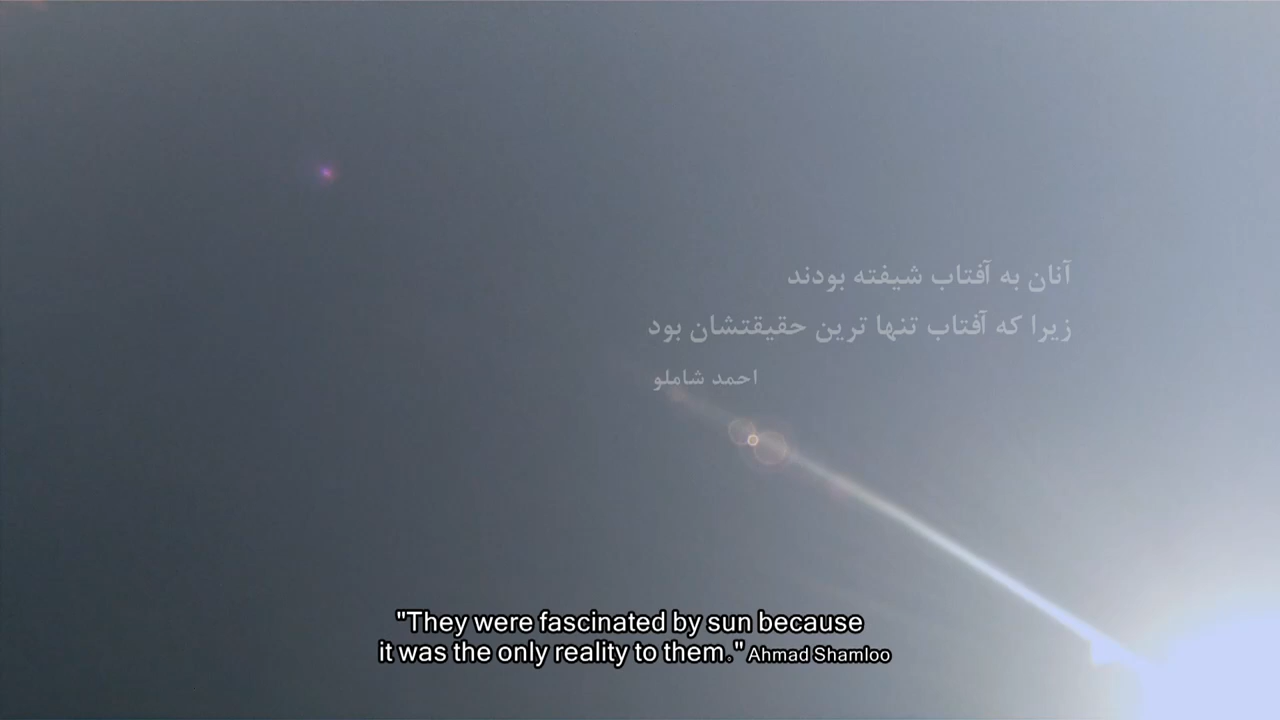 آنان به آفتاب شیفته بودند
زیرا که آفتاب تنها ترین حقیقتشان بود
احمد شاملو
"They were fascinated by sun because
it was the only reality to them." Ahmad Shamloo